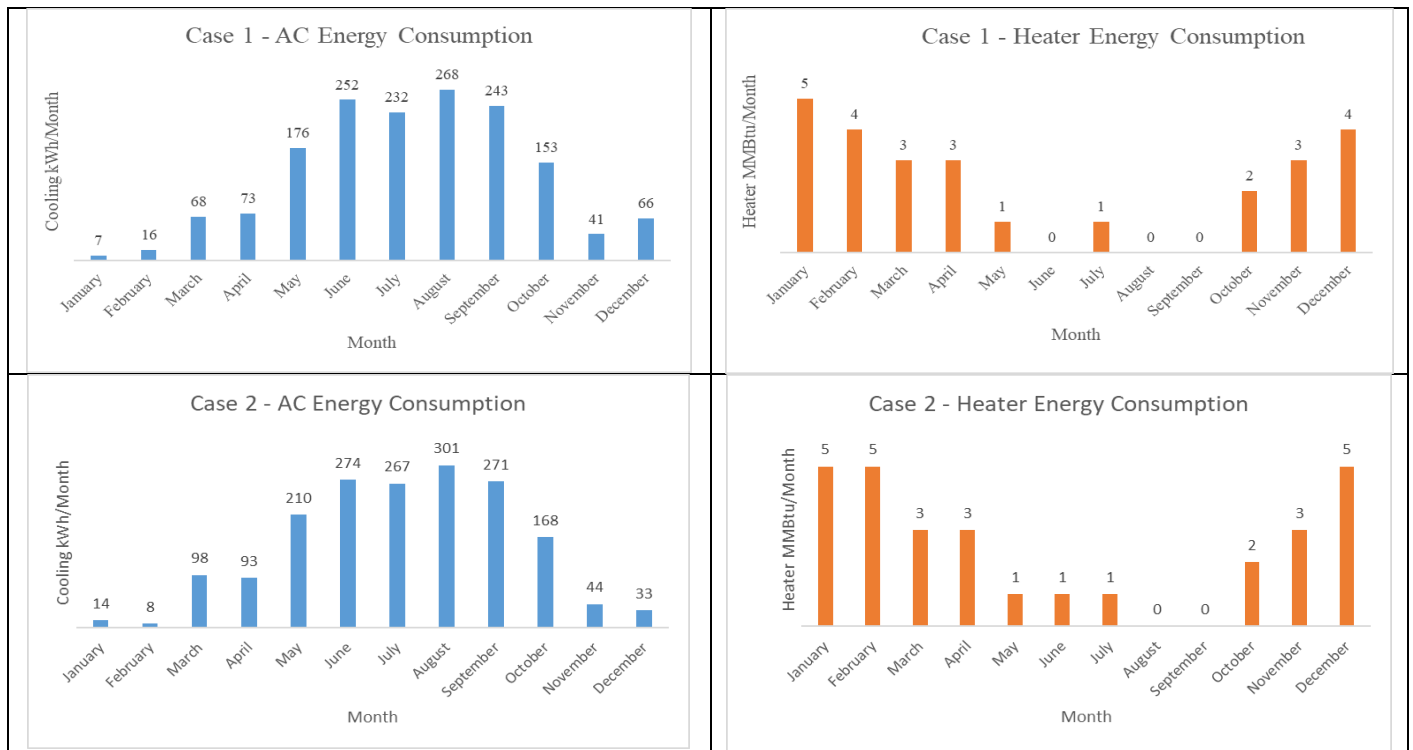 Case 1 - AC Energy Consumption
Cooling kWh/Month
7
16
68
73
176
252
232
268
243
153
41
66
January
February
March
April
May
June
July
August
September
October
November
December
Month
Case 1 - Heater Energy Consumption
Heater MMBtu/Month
5
4
3
3
1
0
1
0
0
2
3
4
January
February
March
April
May
June
July
August
September
October
November
December
Month
Case 2 - AC Energy Consumption
Cooling kWh/Month
14
8
98
93
210
274
267
301
271
168
44
33
January
February
March
April
May
June
July
August
September
October
November
December
Month
Case 2 - Heater Energy Consumption
Heater MMBtu/Month
5
5
3
3
1
1
1
0
0
2
3
5
January
February
March
April
May
June
July
August
September
October
November
December
Month